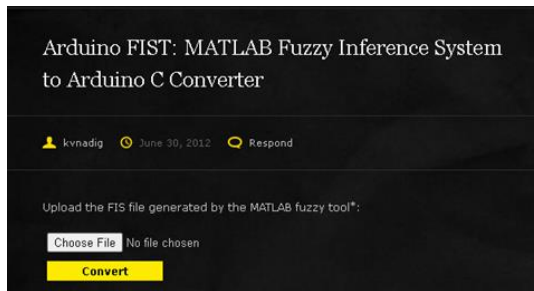 Arduino FIST: MATLAB Fuzzy Inference System
to Arduino C Converter
kvnadig June 30, 2012 Respond
Upload the FIS file generated by the MATLAB fuzzy tool*:
Choose File No file chosen
Convert